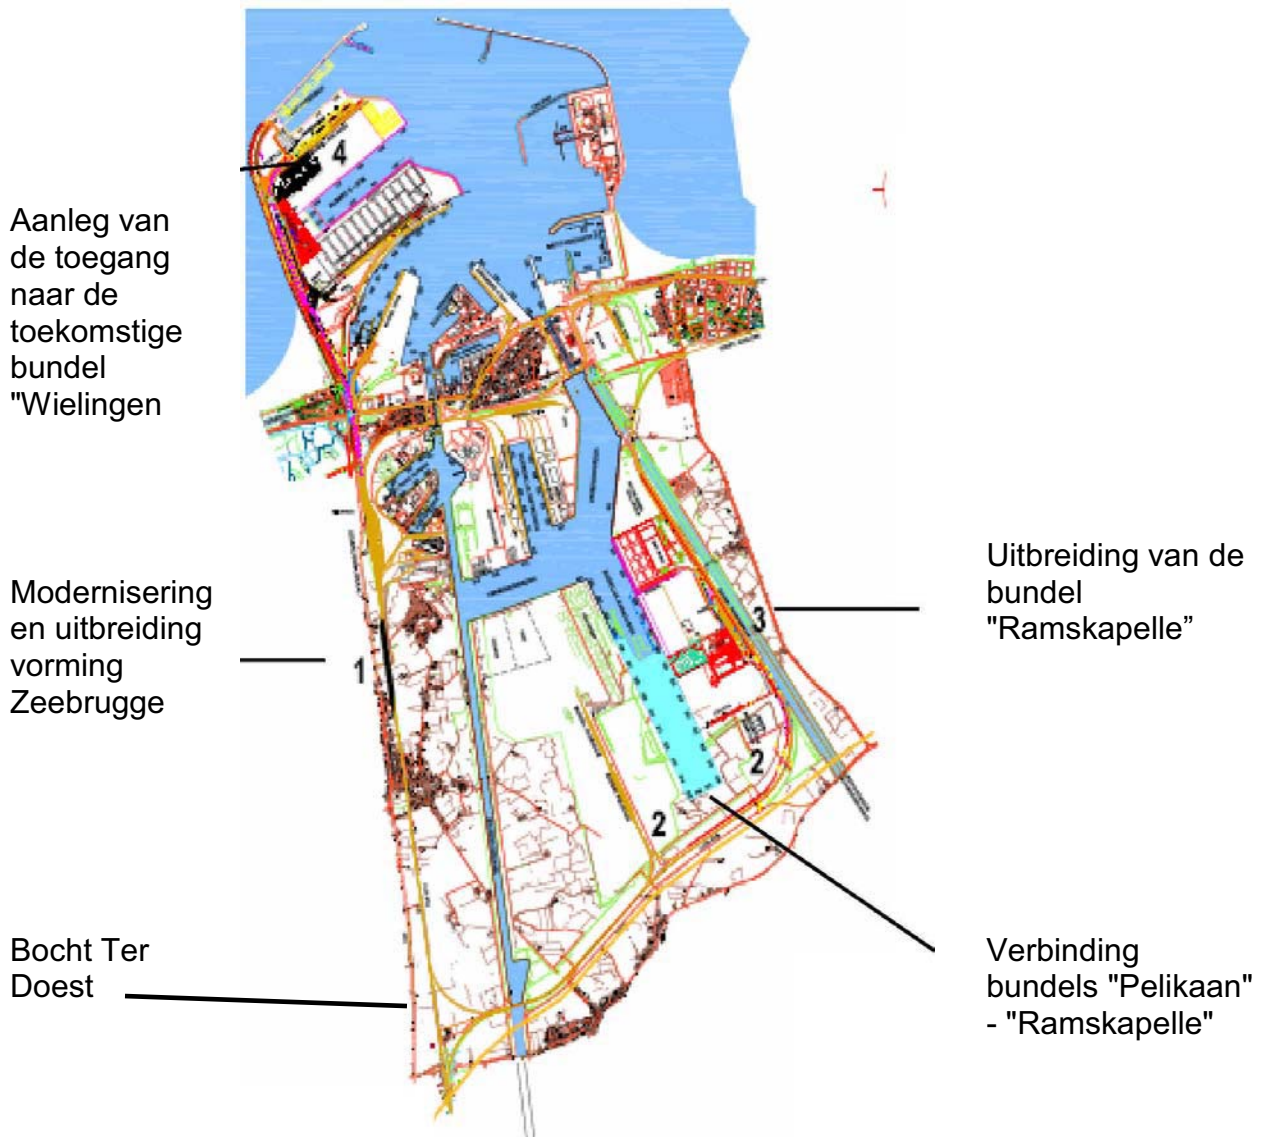 Aanleg van
de toegang
naar de
toekomstige
bundel
"Wielingen
Modernisering
en uitbreiding
vorming
Zeebrugge
Bocht Ter
Doest
4
1
3
2
2
Uitbreiding van de
bundel
"Ramskapelle”
Verbinding
bundels "Pelikaan"
- "Ramskapelle"